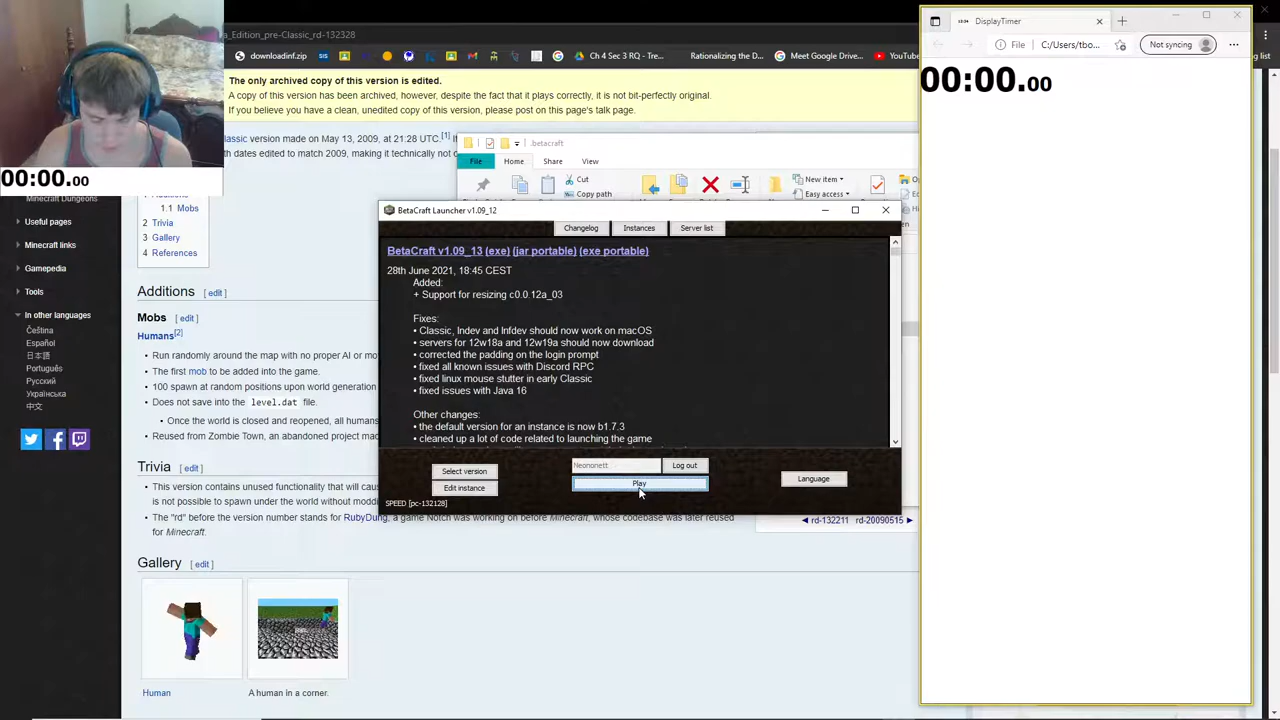 a_Edition:Pre-Classic-rd-132328
Ch 4 Sec 3 RQ - Tre...
Rationalizing the D...
Google Meet Drive...
YouTube
The only archived copy of this version is edited.
A copy of this version has been archived, however, despite the fact that it plays correctly, it is not bit-perfectly original.
you believe you have a clean, unedited copy of this version, please post on this page's talk page.
assic version made on May 13, 2009, at 21:28 UTC.[1]
th dates edited to match 2009, making it technically not
00:00.00
Minecraft Dungeons
Useful pages
Minecraft links
Gamepedia
Tools
In other languages
Čeština
Español
日本語
Português
Русский
Українська
中文
1.1 Mobs
2 Trivia
3 Gallery
4 References
Additions [ edit ]
Mobs [ edit ]
Humans[2]
• Run randomly around the map with no proper AI or mo
• The first mob to be added into the game.
• 100 spawn at random positions upon world generation
• Does not save into the level.dat file.
• Once the world is closed and reopened, all humans
• Reused from Zombie Town, an abandoned project mad
Trivia [ edit ]
• This version contains unused functionality that will caus
is not possible to spawn under the world without editing
• The "rd" before the version number stands for RubyDung, a game Notch was working on before Minecraft, whose codebase was later reused
for Minecraft.
◄ rd-132211 rd-20090515 ►
Gallery [ edit ]
Human
A human in a corner.
.betacraft
File Home Share View
Cut
Copy path
New item
Easy access
BetaCraft Launcher v1.09_12
Changelog Instances Server list
BetaCraft v1.09_13 (exe) (jar portable) (exe portable)
28th June 2021, 18:45 CEST
Added:
+ Support for resizing c0.0.12a_03
Fixes:
• Classic, Indev and Infdev should now work on macOS
• servers for 12w18a and 12w19a should now download
• corrected the padding on the login prompt
• fixed all known issues with Discord RPC
• fixed linux mouse stutter in early Classic
• fixed issues with Java 16
Other changes:
• the default version for an instance is now b1.7.3
• cleaned up a lot of code related to launching the game
Select version
Edit instance
Neononett
Log out
Play
Language
SPEED [pc-132128]
DisplayTimer
File C:/Users/tbo...
Not syncing
00:00.00